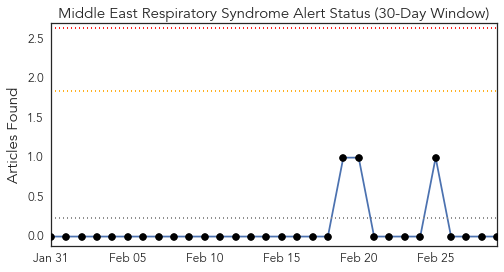 Middle East Respiratory Syndrome Alert Status (30-Day Window)
Articles Found
2.5
2.0
1.5
1.0
0.5
0.0
Jan 31 Feb 05 Feb 10 Feb 15 Feb 20 Feb 25